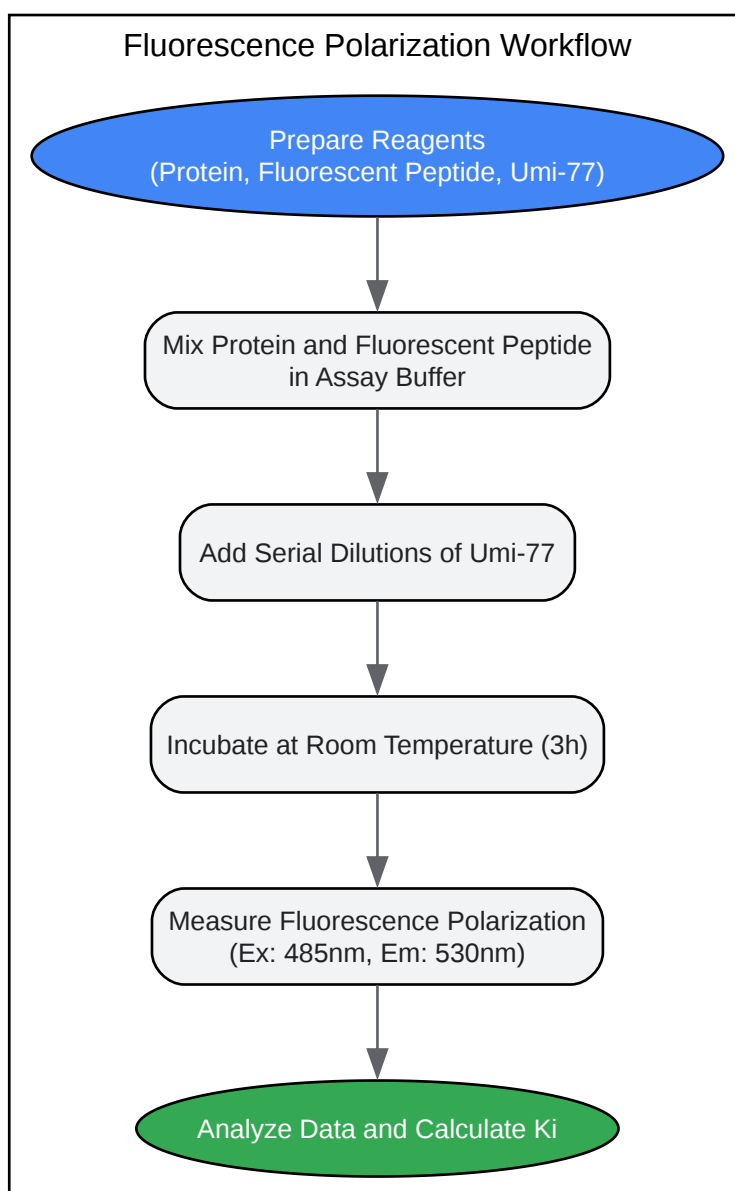 Fluorescence Polarization Workflow
Prepare Reagents
(Protein, Fluorescent Peptide, Umi-77)
Mix Protein and Fluorescent Peptide
in Assay Buffer
Add Serial Dilutions of Umi-77
Incubate at Room Temperature (3h)
Measure Fluorescence Polarization
(Ex: 485nm, Em: 530nm)
Analyze Data and Calculate Ki